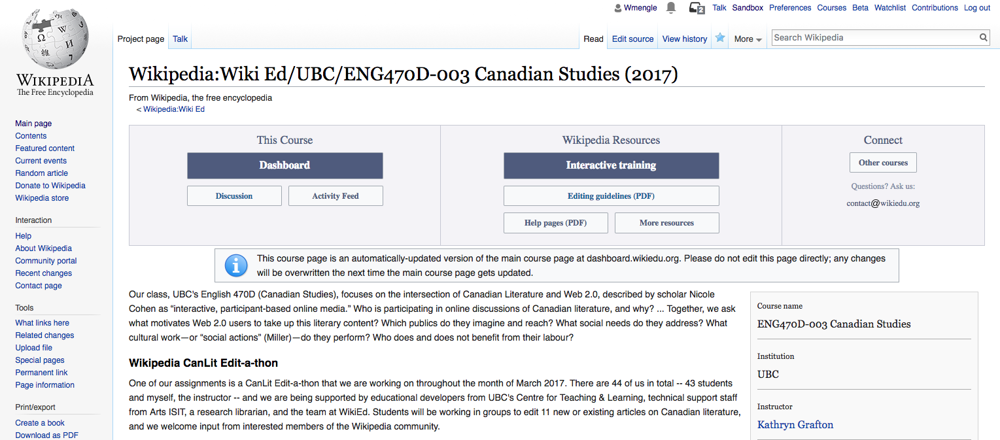 Wmengle 2 Talk Sandbox Preferences Courses Beta Watchlist Contributions Log out
Project page Talk Read Edit source View history More Search Wikipedia
Ω W И 維 7
WIKIPEDIA
The Free Encyclopedia
Main page
Contents
Featured content
Current events
Random article
Donate to Wikipedia
Wikipedia store
Interaction
Help
About Wikipedia
Community portal
Recent changes
Contact page
Tools
What links here
Related changes
Upload file
Special pages
Permanent link
Page information
Print/export
Create a book
Download as PDF
Wikipedia:Wiki Ed/UBC/ENG470D-003 Canadian Studies (2017)
From Wikipedia, the free encyclopedia
< Wikipedia:Wiki Ed
This Course
Dashboard
Discussion Activity Feed
Wikipedia Resources
Interactive training
Editing guidelines (PDF)
Help pages (PDF) More resources
Connect
Other courses
Questions? Ask us:
contact@wikiedu.org
i
This course page is an automatically-updated version of the main course page at dashboard.wikiedu.org. Please do not edit this page directly; any changes
will be overwritten the next time the main course page gets updated.
Our class, UBC's English 470D (Canadian Studies), focuses on the intersection of Canadian Literature and Web 2.0, described by scholar Nicole
Cohen as “interactive, participant-based online media.” Who is participating in online discussions of Canadian literature, and why? ... Together, we ask
what motivates Web 2.0 users to take up this literary content? Which publics do they imagine and reach? What social needs do they address? What
cultural work—or “social actions” (Miller)—do they perform? Who does and does not benefit from their labour?
Wikipedia CanLit Edit-a-thon
One of our assignments is a CanLit Edit-a-thon that we are working on throughout the month of March 2017. There are 44 of us in total -- 43 students
and myself, the instructor -- and we are being supported by educational developers from UBC's Centre for Teaching & Learning, technical support staff
from Arts ISIT, a research librarian, and the team at WikiEd. Students will be working in groups to edit 11 new or existing articles on Canadian literature,
and we welcome input from interested members of the Wikipedia community.
Course name
ENG470D-003 Canadian Studies
Institution
UBC
Instructor
Kathryn Grafton